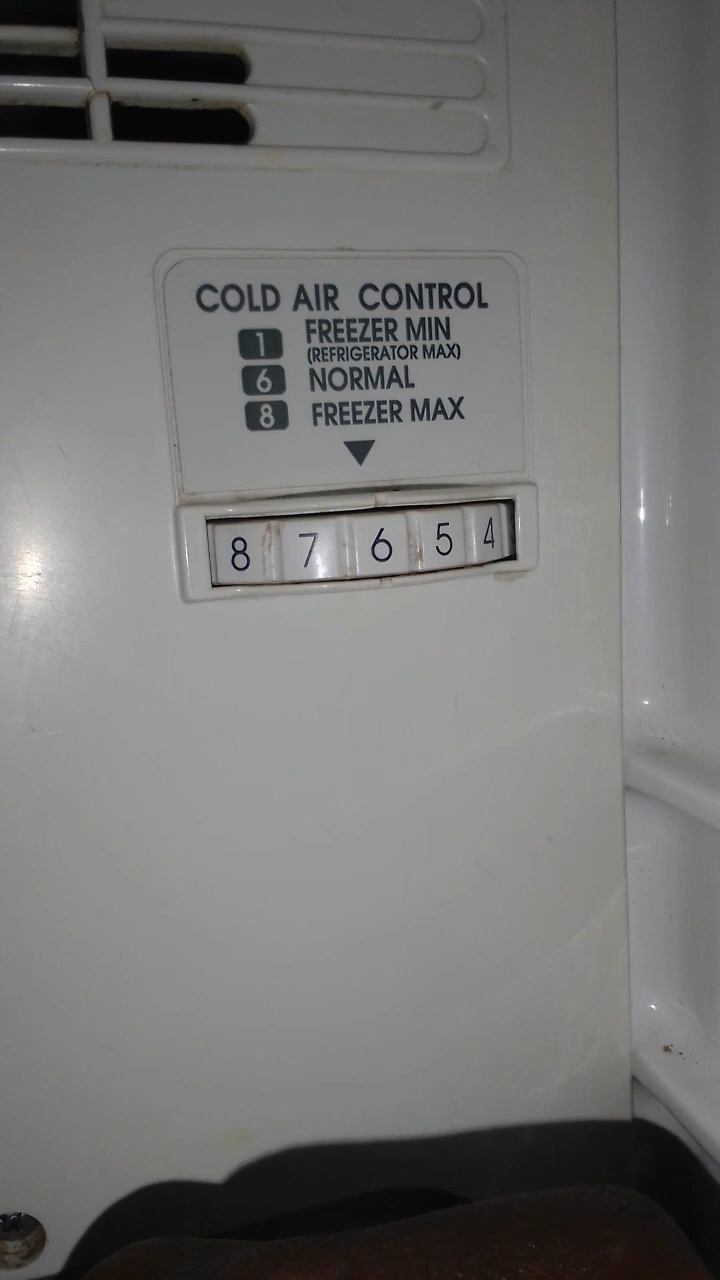 COLD AIR CONTROL
1 FREEZER MIN
(REFRIGERATOR MAX)
6 NORMAL
8 FREEZER MAX
8 7 6 5 4